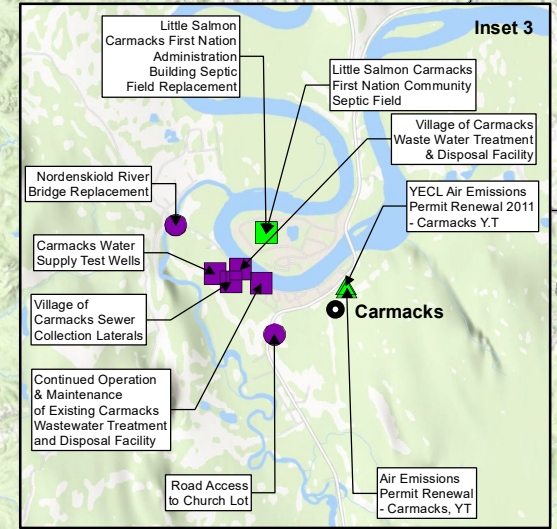 Inset 3
Little Salmon
Carmacks First Nation
Administration
Building Septic
Field Replacement
Little Salmon Carmacks
First Nation Community
Septic Field
Village of Carmacks
Waste Water Treatment
& Disposal Facility
Nordenskiold River
Bridge Replacement
YECL Air Emissions
Permit Renewal 2011
- Carmacks Y.T
Carmacks Water
Supply Test Wells
Village of
Carmacks Sewer
Collection Laterals
Carmacks
Continued Operation
& Maintenance
of Existing Carmacks
Wastewater Treatment
and Disposal Facility
Road Access
to Church Lot
Air Emissions
Permit Renewal
- Carmacks, YT